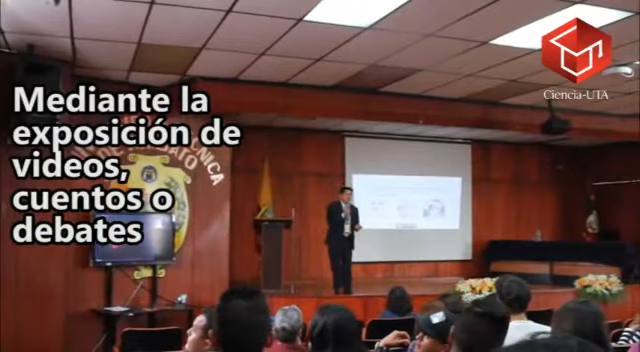 Mediante la
exposición de
videos,
cuentos o
debates
Ciencia-UTA